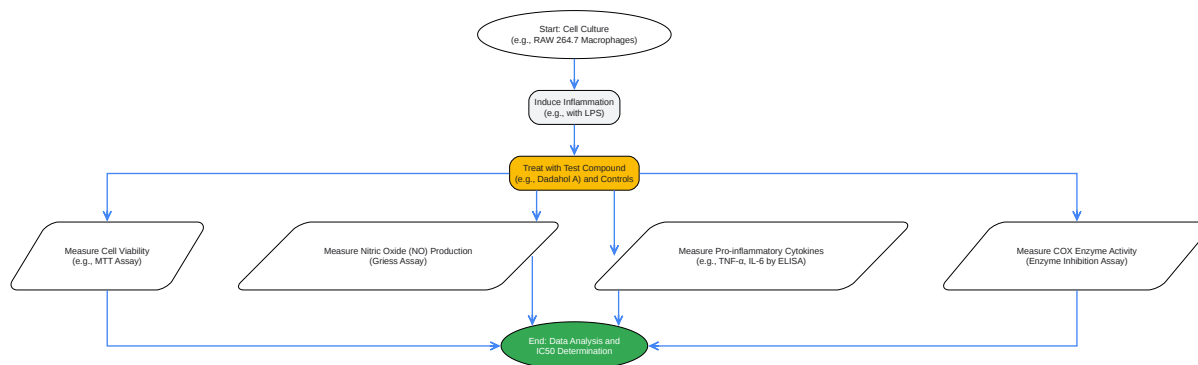 Start: Cell Culture
(e.g., RAW 264.7 Macrophages)
Induce Inflammation
(e.g., with LPS)
Treat with Test Compound
(e.g., Dadahol A) and Controls
Measure Cell Viability
(e.g., MTT Assay)
Measure Nitric Oxide (NO) Production
(Griess Assay)
Measure Pro-inflammatory Cytokines
(e.g., TNF-α, IL-6 by ELISA)
Measure COX Enzyme Activity
(Enzyme Inhibition Assay)
End: Data Analysis and
IC50 Determination